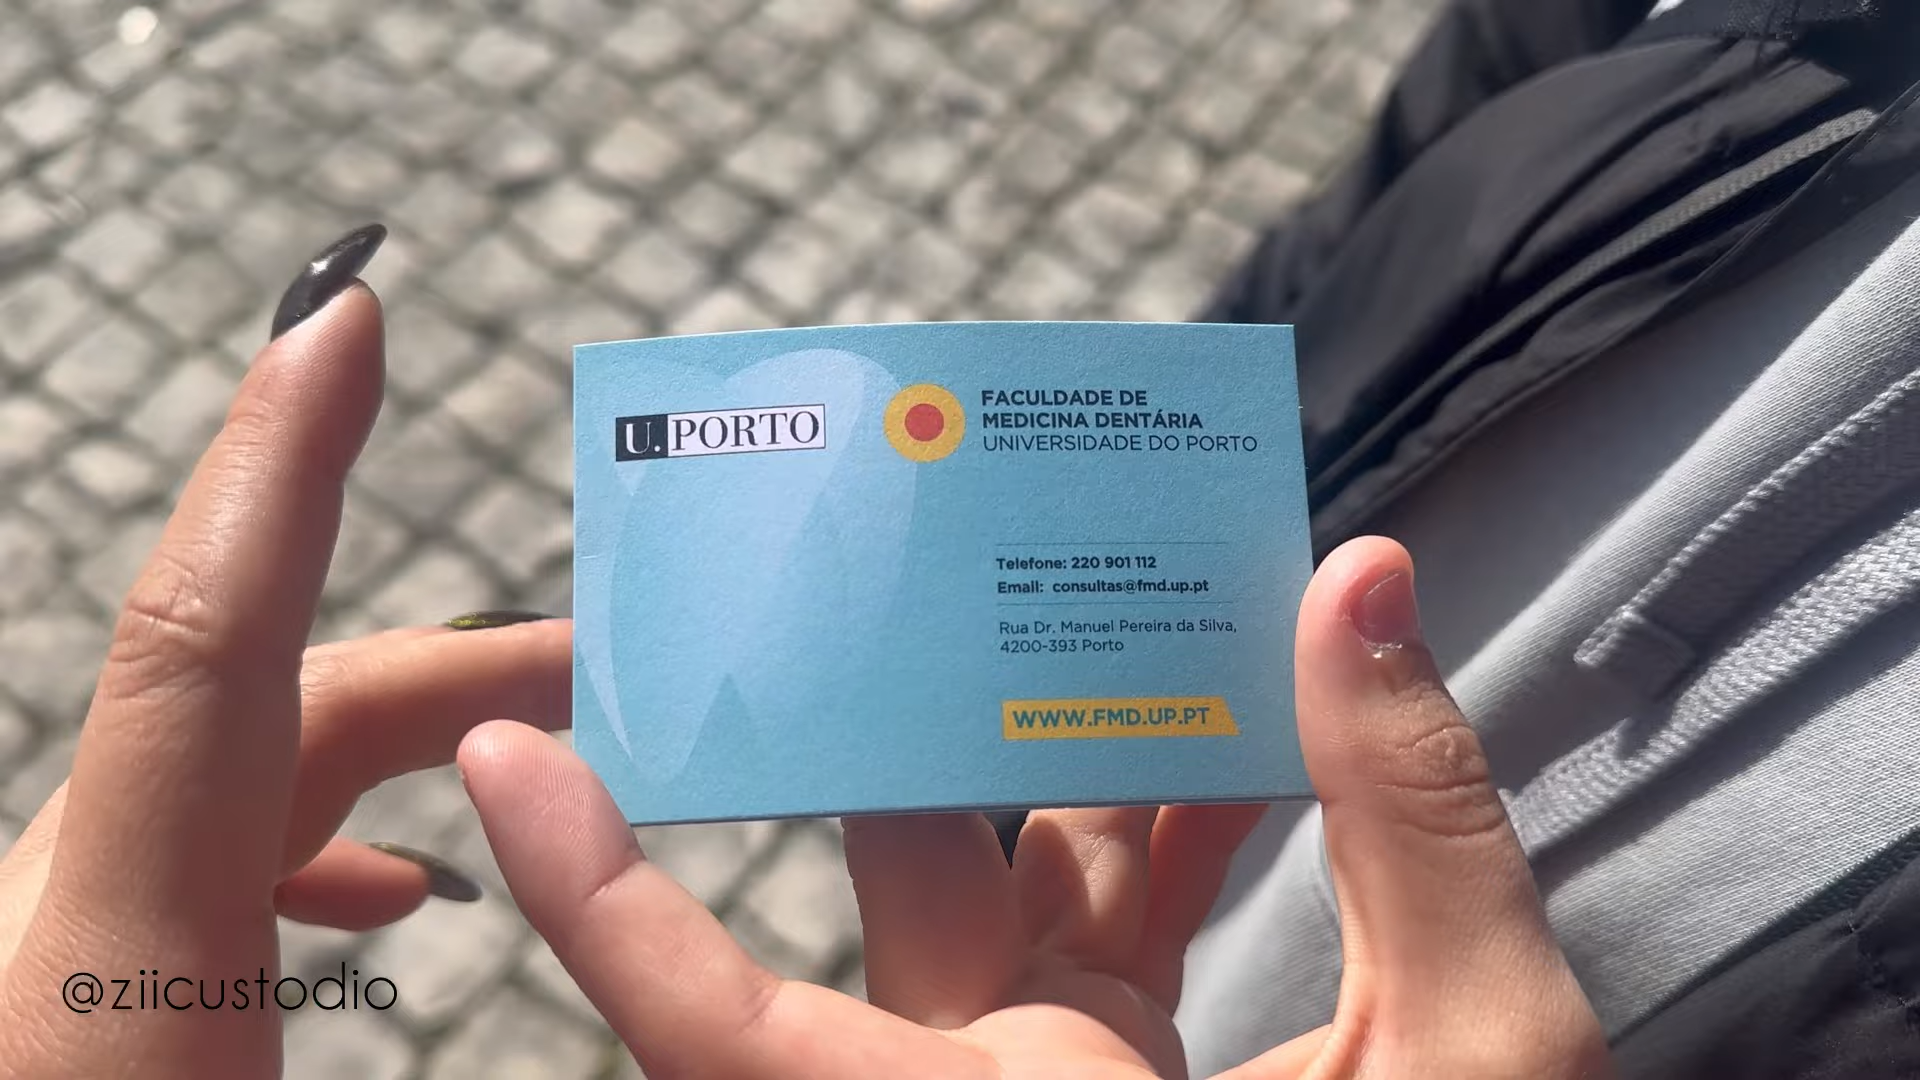 U.PORTO
FACULDADE DE
MEDICINA DENTÁRIA
UNIVERSIDADE DO PORTO
Telefone: 220 901 112
Email: consultas@fmd.up.pt
Rua Dr. Manuel Pereira da Silva,
4200-393 Porto
WWW.FMD.UP.PT
@ziicustodio